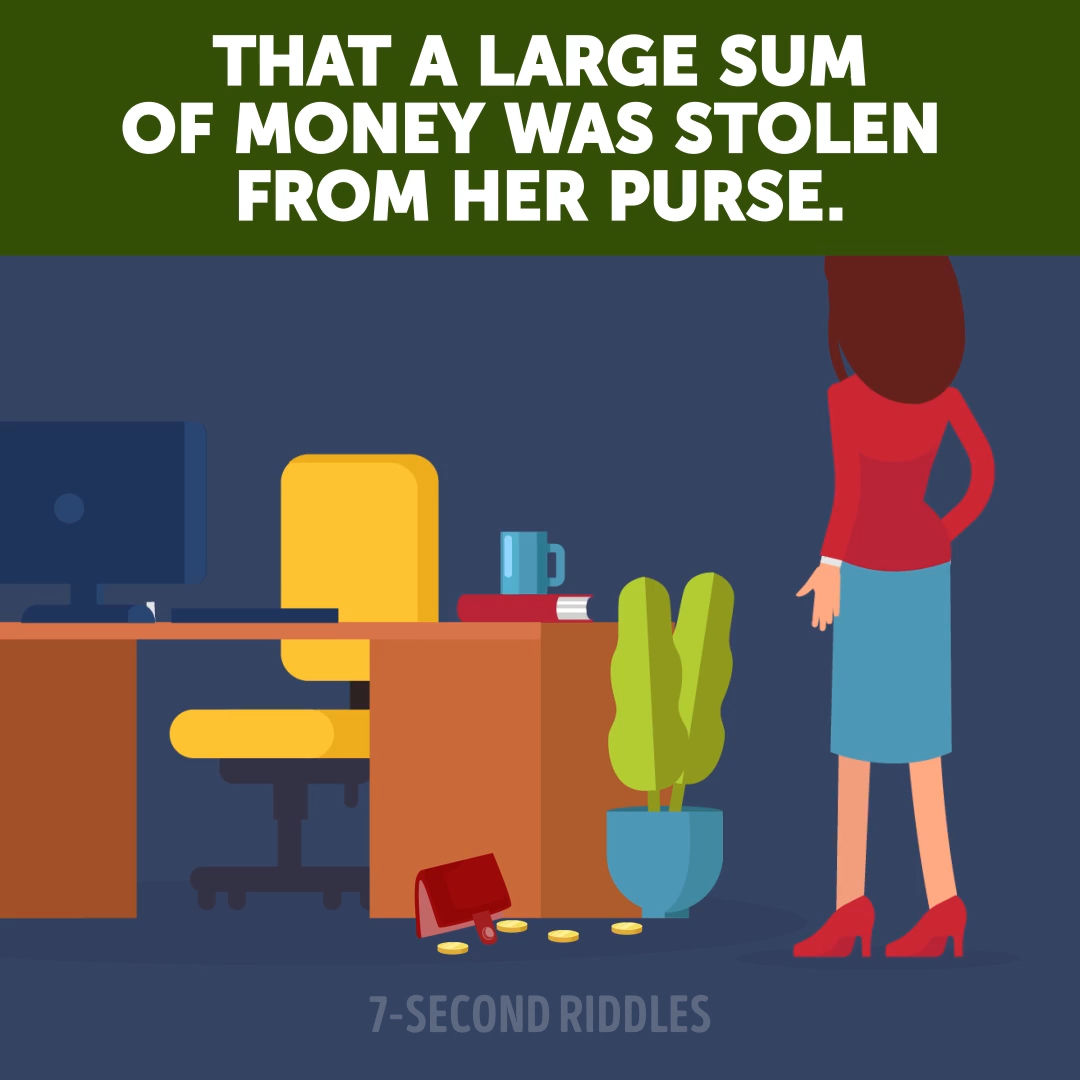 THAT A LARGE SUM
OF MONEY WAS STOLEN
FROM HER PURSE.
7-SECOND RIDDLES